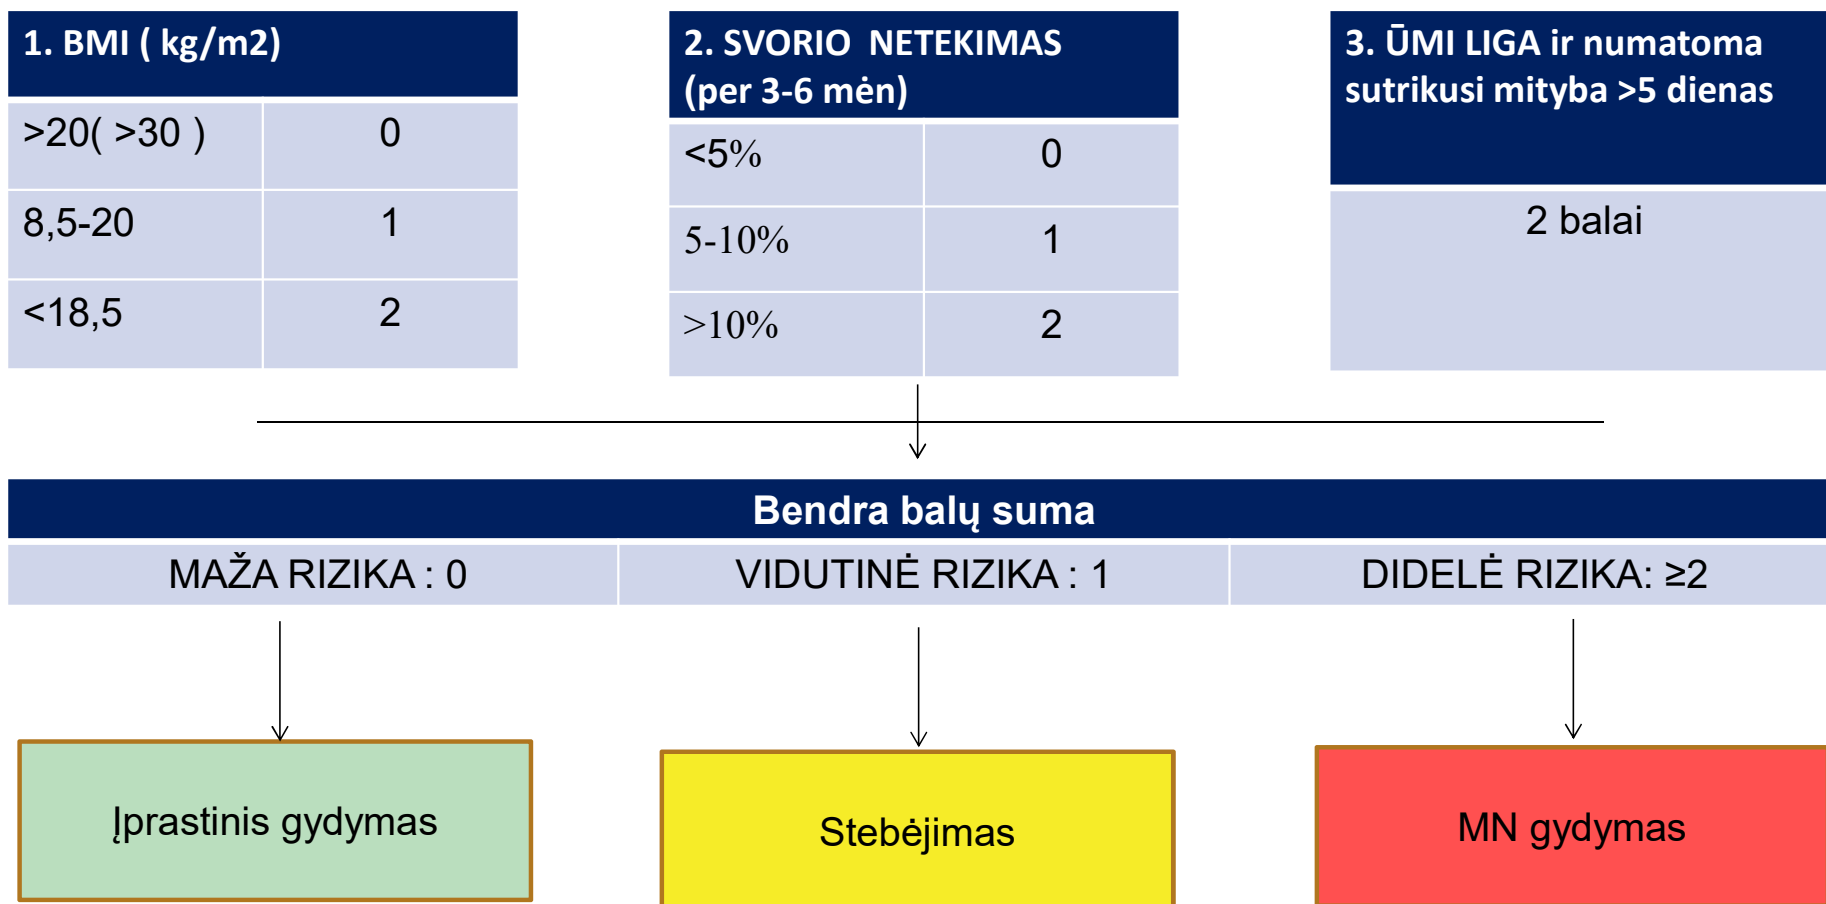 1. BMI ( kg/m2)
>20( >30 ) 0
8,5-20 1
<18,5 2
2. SVORIO NETEKIMAS
(per 3-6 mėn)
<5% 0
5-10% 1
>10% 2
3. ŪMI LIGA ir numatoma
sutrikusi mityba >5 dienas
2 balai
Bendra balų suma
MAŽA RIZIKA : 0
VIDUTINĖ RIZIKA : 1
DIDELĖ RIZIKA: ≥2
Įprastinis gydymas
Stebėjimas
MN gydymas